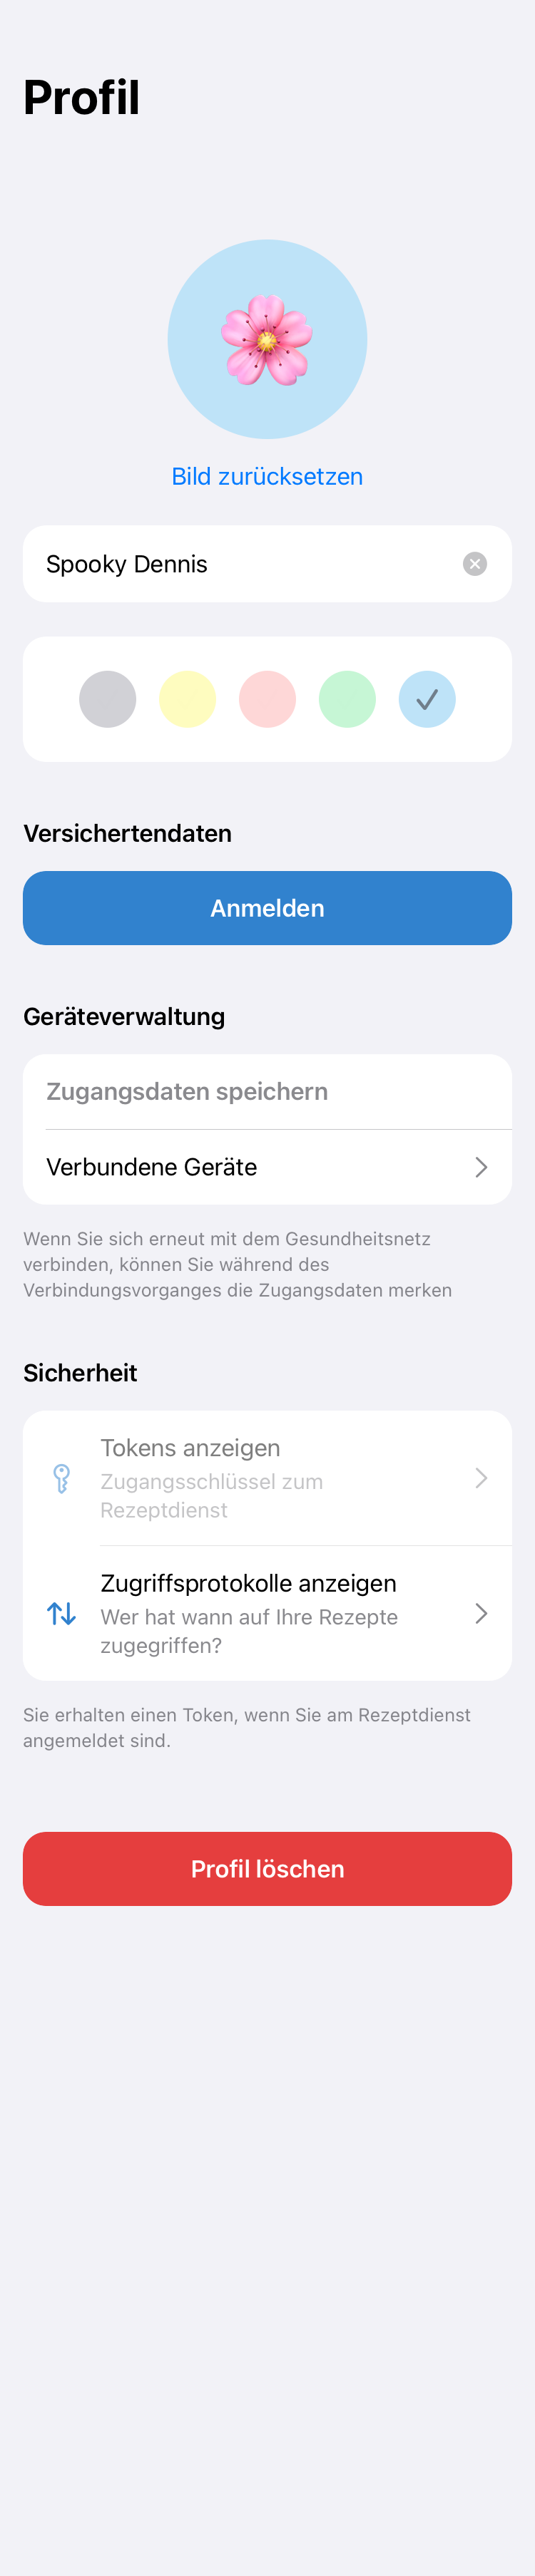 Profil
Bild zurücksetzen
Spooky Dennis
Versichertendaten
Anmelden
Geräteverwaltung
Zugangsdaten speichern
Verbundene Geräte
Wenn Sie sich erneut mit dem Gesundheitsnetz
verbinden, können Sie während des
Verbindungsvorganges die Zugangsdaten merken
Sicherheit
Tokens anzeigen
Zugangsschlüssel zum
Rezeptdienst
Zugriffsprotokolle anzeigen
Wer hat wann auf Ihre Rezepte
zugegriffen?
Sie erhalten einen Token, wenn Sie am Rezeptdienst
angemeldet sind.
Profil löschen